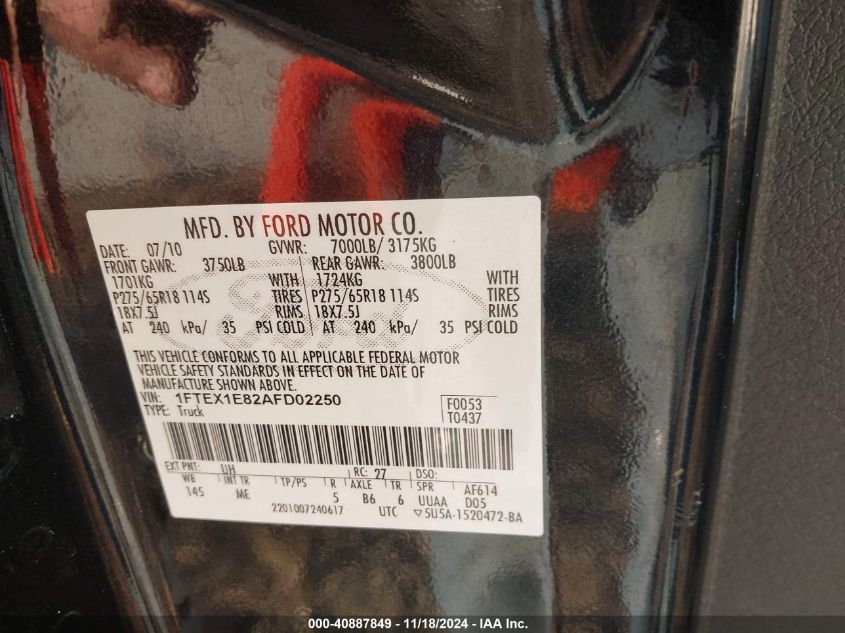 MFD. BY FORD MOTOR CO.
DATE: 07/10 GVWR: 7000LB/ 3175KG
FRONT GAWR: 3750LB REAR GAWR: 3800LB
1701KG WITH 1724KG WITH
P275/65R18 114S TIRES P275/65R18 114S TIRES
18X7.5J RIMS 18X7.5J RIMS
AT 240 kPa/ 35 PSI COLD AT 240 kPa/ 35 PSI COLD
Ford
THIS VEHICLE CONFORMS TO ALL APPLICABLE FEDERAL MOTOR
VEHICLE SAFETY STANDARDS IN EFFECT ON THE DATE OF
MANUFACTURE SHOWN ABOVE.
VIN: 1FTEX1E82AFD02250 F0053
TYPE: Truck T0437
EXT PNT: UH RC: 27 DSO:
WB INT TR TP/PS R AXLE TR SPR AF614
145 ME 5 B6 6 UUAA D05
2201007240617 UTC ▽5U5A-1520472-BA
000-40887849 - 11/18/2024 - IAA Inc.